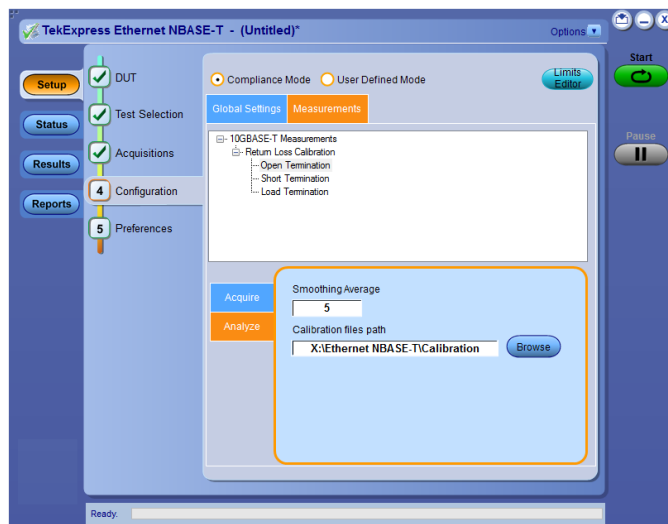 TekExpress Ethernet NBASE-T - (Untitled)*
Options
Start
Pause
Setup
Status
Results
Reports
DUT
Test Selection
Acquisitions
4 Configuration
5 Preferences
Compliance Mode User Defined Mode
Limits
Editor
Global Settings Measurements
10GBASE-T Measurements
Return Loss Calibration
Open Termination
Short Termination
Load Termination
Acquire
Analyze
Smoothing Average
5
Calibration files path
X:\Ethernet NBASE-T\Calibration Browse
Ready.